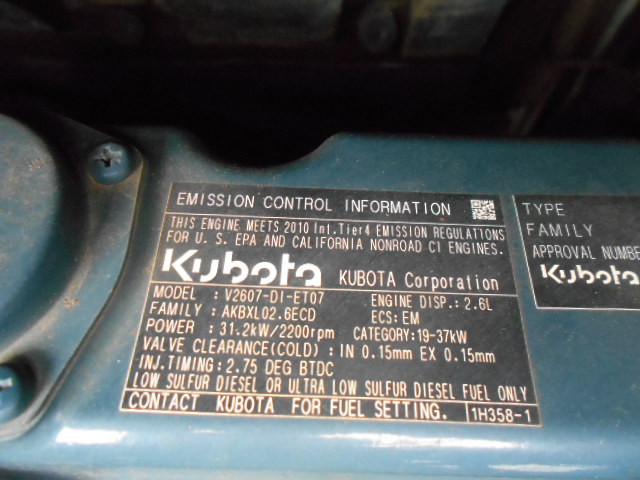 EMISSION CONTROL INFORMATION
THIS ENGINE MEETS 2010 Int.Tier4 EMISSION REGULATIONS
FOR U. S. EPA AND CALIFORNIA NONROAD CI ENGINES.
Kubota KUBOTA Corporation
MODEL : V2607-DI-ET07 ENGINE DISP.: 2.6L
FAMILY : AKBXL02.6ECD ECS: EM
POWER : 31.2kW/2200rpm CATEGORY: 19-37kW
VALVE CLEARANCE(COLD) : IN 0.15mm EX 0.15mm
INJ.TIMING: 2.75 DEG BTDC
LOW SULFUR DIESEL OR ULTRA LOW SULFUR DIESEL FUEL ONLY
CONTACT KUBOTA FOR FUEL SETTING. 1H358-1
TYPE
FAMILY
APPROVAL NUMBE
Kubota